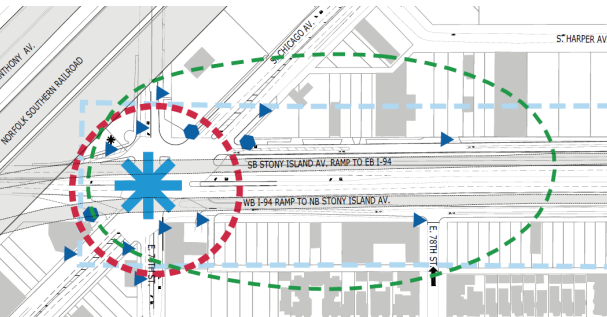 S. HARPER AV
CHICAGO AV.
NTHONY AV.
NORFOLK SOUTHERN RAILROAD
SB STONY ISLAND AV. RAMP TO EB I-94
WB I-94 RAMP TO NB STONY ISLAND AV.
E. 78TH ST.